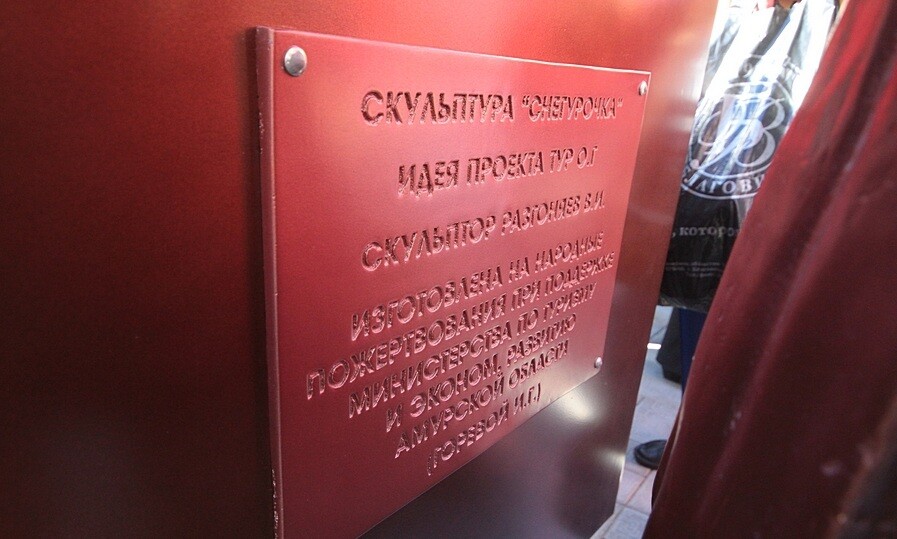 СКУЛЬПТУРА "СНЕГУРОЧКА"
ИДЕЯ ПРОЕКТА ТУР О.Г
СКУЛЬПТОР РАЗГОНЯЕВ В.И.
ИЗГОТОВЛЕНА НА НАРОДНЫЕ
ПОЖЕРТВОВАНИЯ ПРИ ПОДДЕРЖКЕ
МИНИСТЕРСТВА ПО ТУРИЗМУ
И ЭКОНОМ. РАЗВИТИЮ
АМУРСКОЙ ОБЛАСТИ
(ГОРЕВОЙ И.Г.)